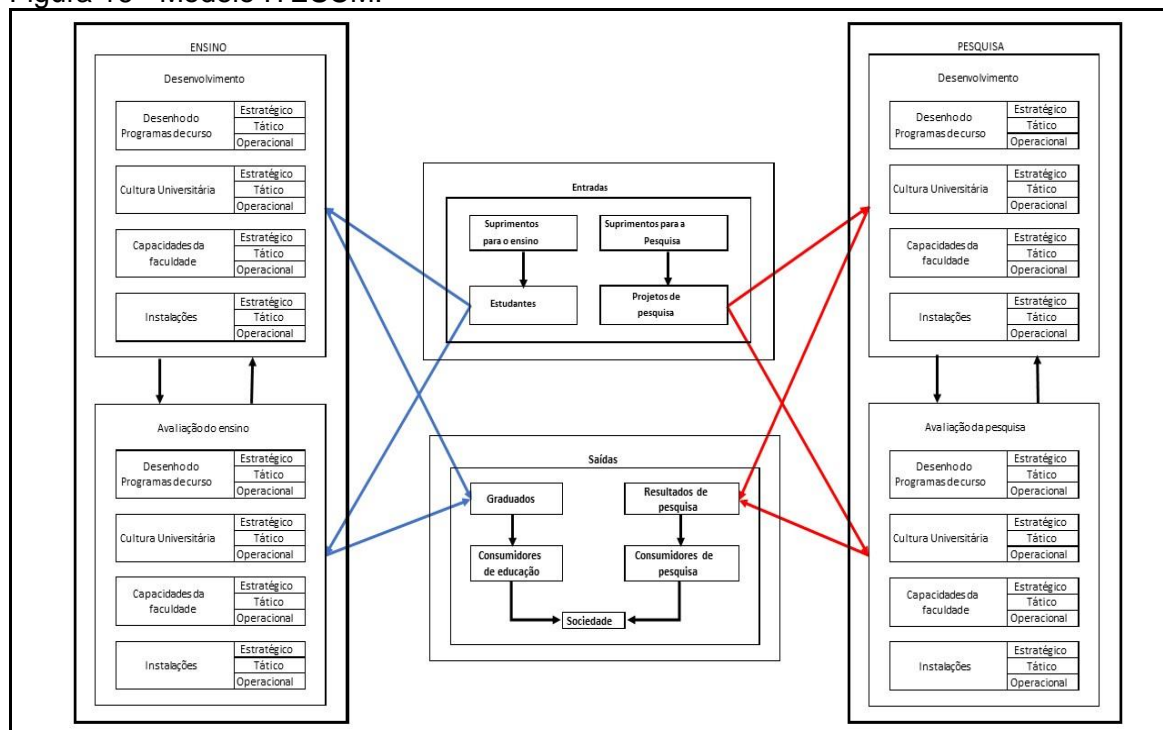 Figura 15 - Modelo ITESCM.
ENSINO
Desenvolvimento
Desenho do
Programas de curso
Estratégico
Tático
Operacional
Cultura Universitária
Estratégico
Tático
Operacional
Capacidades da
faculdade
Estratégico
Tático
Operacional
Instalações
Estratégico
Tático
Operacional
Avaliação do ensino
Desenho do
Programas de curso
Estratégico
Tático
Operacional
Cultura Universitária
Estratégico
Tático
Operacional
Capacidades da
faculdade
Estratégico
Tático
Operacional
Instalações
Estratégico
Tático
Operacional
Entradas
Suprimentos
para o ensino
Suprimentos para a
Pesquisa
Estudantes
Projetos de
pesquisa
Saídas
Graduados
Resultados de
pesquisa
Consumidores
de educação
Consumidores de
pesquisa
Sociedade
PESQUISA
Desenvolvimento
Desenho do
Programas de curso
Estratégico
Tático
Operacional
Cultura Universitária
Estratégico
Tático
Operacional
Capacidades da
faculdade
Estratégico
Tático
Operacional
Instalações
Estratégico
Tático
Operacional
Avaliação da pesquisa
Desenho do
Programas de curso
Estratégico
Tático
Operacional
Cultura Universitária
Estratégico
Tático
Operacional
Capacidades da
faculdade
Estratégico
Tático
Operacional
Instalações
Estratégico
Tático
Operacional